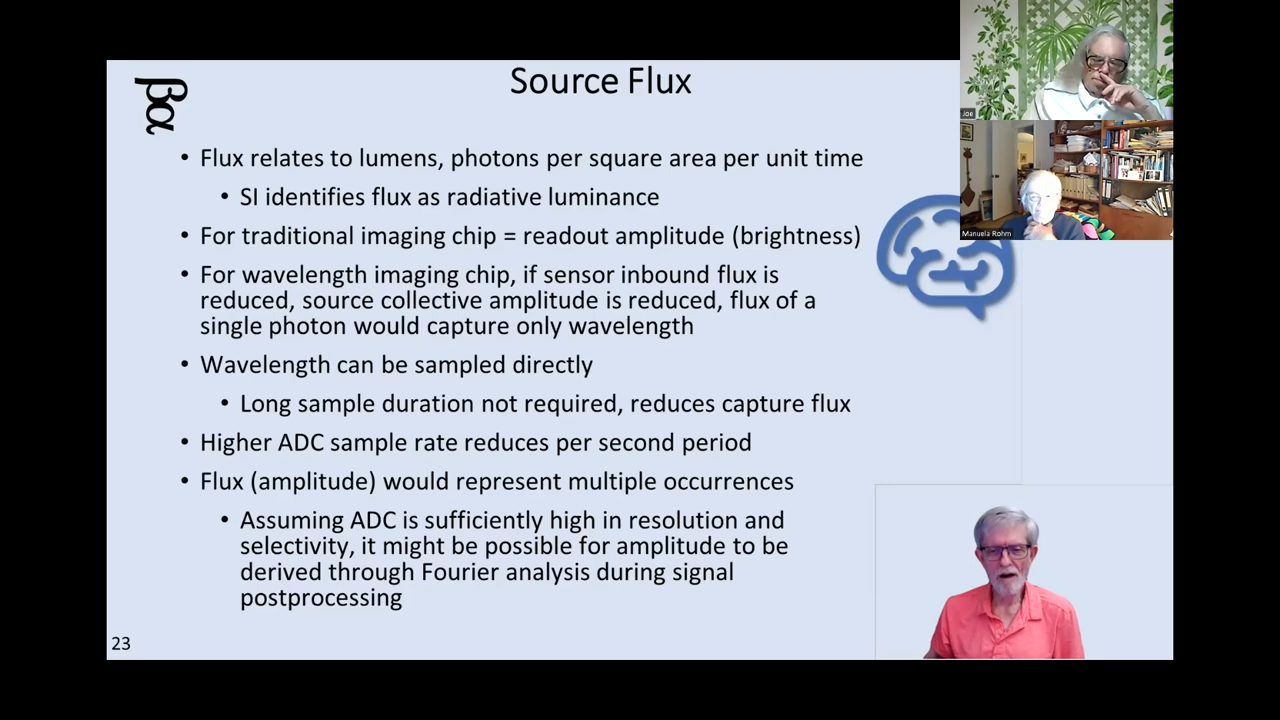 βα
Source Flux
Joe
Manuela Rohm
• Flux relates to lumens, photons per square area per unit time
• SI identifies flux as radiative luminance
• For traditional imaging chip = readout amplitude (brightness)
• For wavelength imaging chip, if sensor inbound flux is
reduced, source collective amplitude is reduced, flux of a
single photon would capture only wavelength
• Wavelength can be sampled directly
• Long sample duration not required, reduces capture flux
• Higher ADC sample rate reduces per second period
• Flux (amplitude) would represent multiple occurrences
• Assuming ADC is sufficiently high in resolution and
selectivity, it might be possible for amplitude to be
derived through Fourier analysis during signal
postprocessing
23